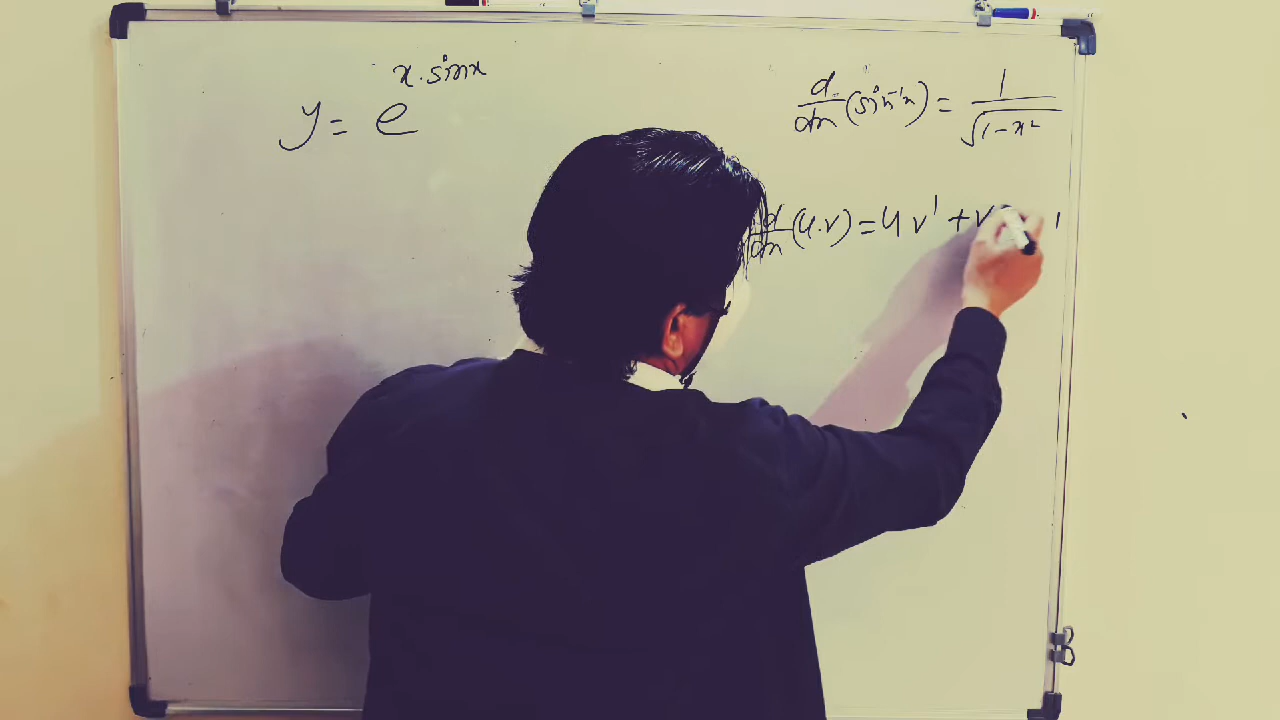 y = e^{x.sinx}
d/dx (sin⁻¹x) = 1/√(1-x²)
d/dx (u.v) = u v' + v